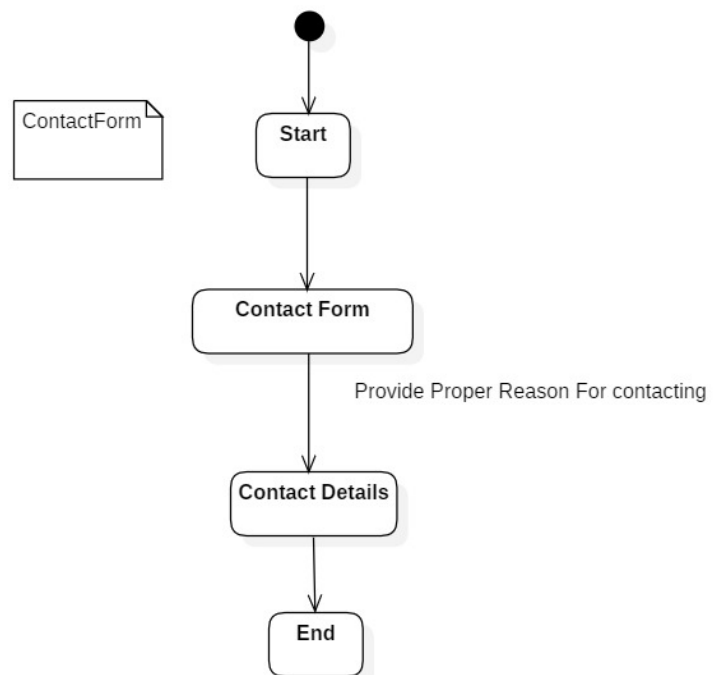 ContactForm
Start
Contact Form
Provide Proper Reason For contacting
Contact Details
End